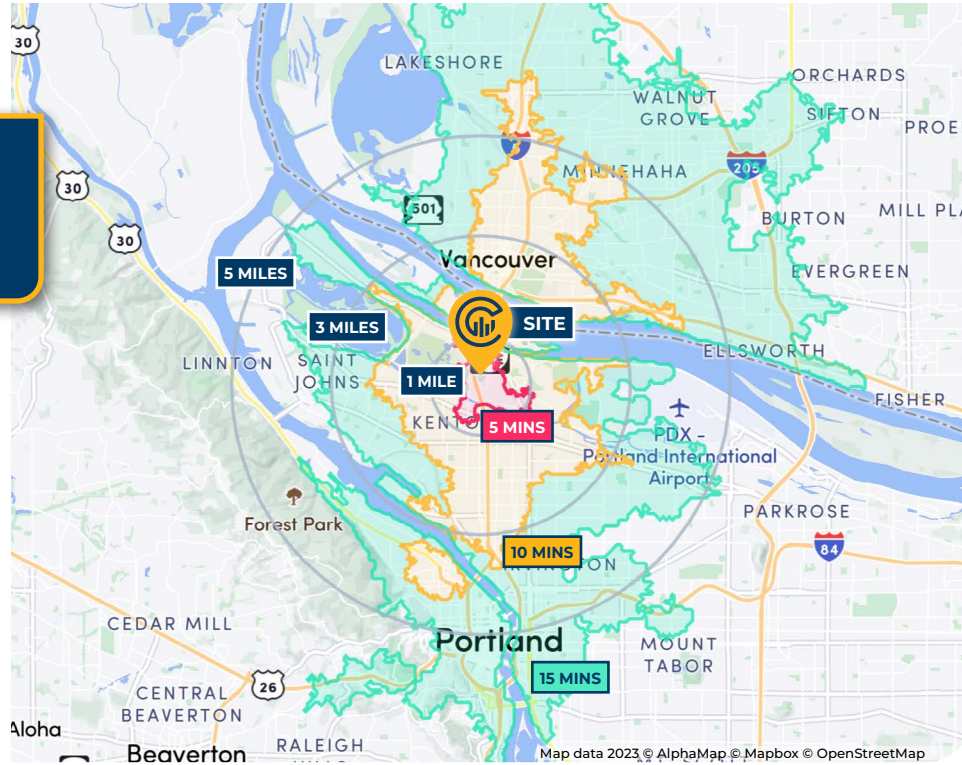 30
LAKESHORE
ORCHARDS
WALNUT
GROVE
SIFTON
PROE
MINNEHAHA
205
30
501
BURTON
MILL PLA
30
Vancouver
5 MILES
EVERGREEN
SITE
3 MILES
ELLSWORTH
LINNTON
SAINT
JOHNS
1 MILE
FISHER
KENTO
5 MINS
PDX -
Portland International
Airport
PARKROSE
Forest Park
10 MINS
84
CEDAR MILL
Portland
MOUNT
TABOR
15 MINS
26
CENTRAL
BEAVERTON
Aloha
Beaverton
RALEIGH
Map data 2023 © AlphaMap © Mapbox © OpenStreetMap